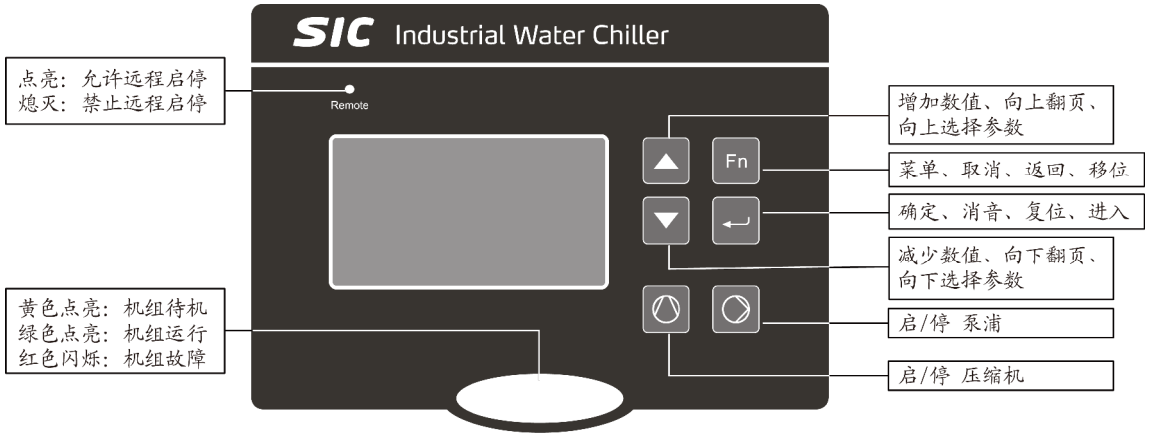 SIC Industrial Water Chiller
点亮：允许远程启停
熄灭：禁止远程启停
Remote
增加数值、向上翻页、
向上选择参数
Fn
菜单、取消、返回、移位
确定、消音、复位、进入
减少数值、向下翻页、
向下选择参数
黄色点亮：机组待机
绿色点亮：机组运行
红色闪烁：机组故障
启/停 泵浦
启/停 压缩机